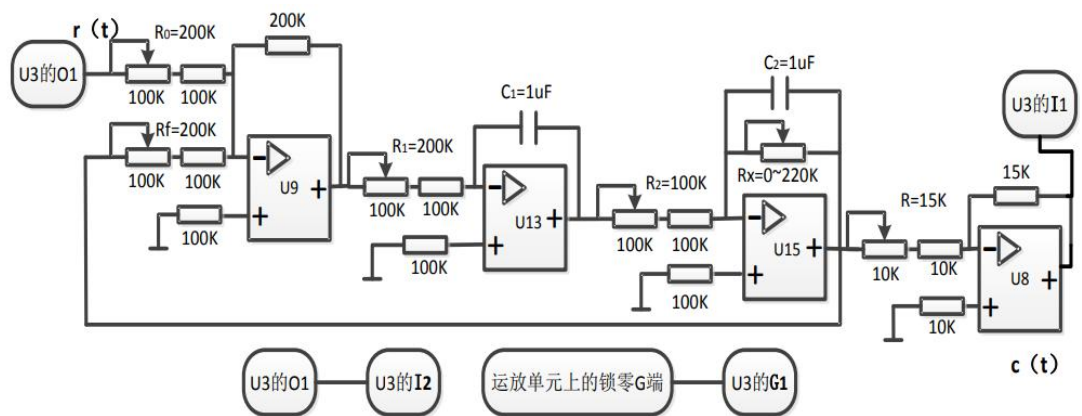 r（t）
R₀=200K
200K
U3的O1
100K
100K
Rf=200K
100K
100K
U9
100K
R₁=200K
100K
100K
C₁=1uF
U13
100K
R₂=100K
100K
100K
C₂=1uF
Rx=0~220K
U15
100K
R=15K
10K
10K
15K
U8
10K
U3的I1
c（t）
U3的O1
U3的I2
运放单元上的锁零G端
U3的G1